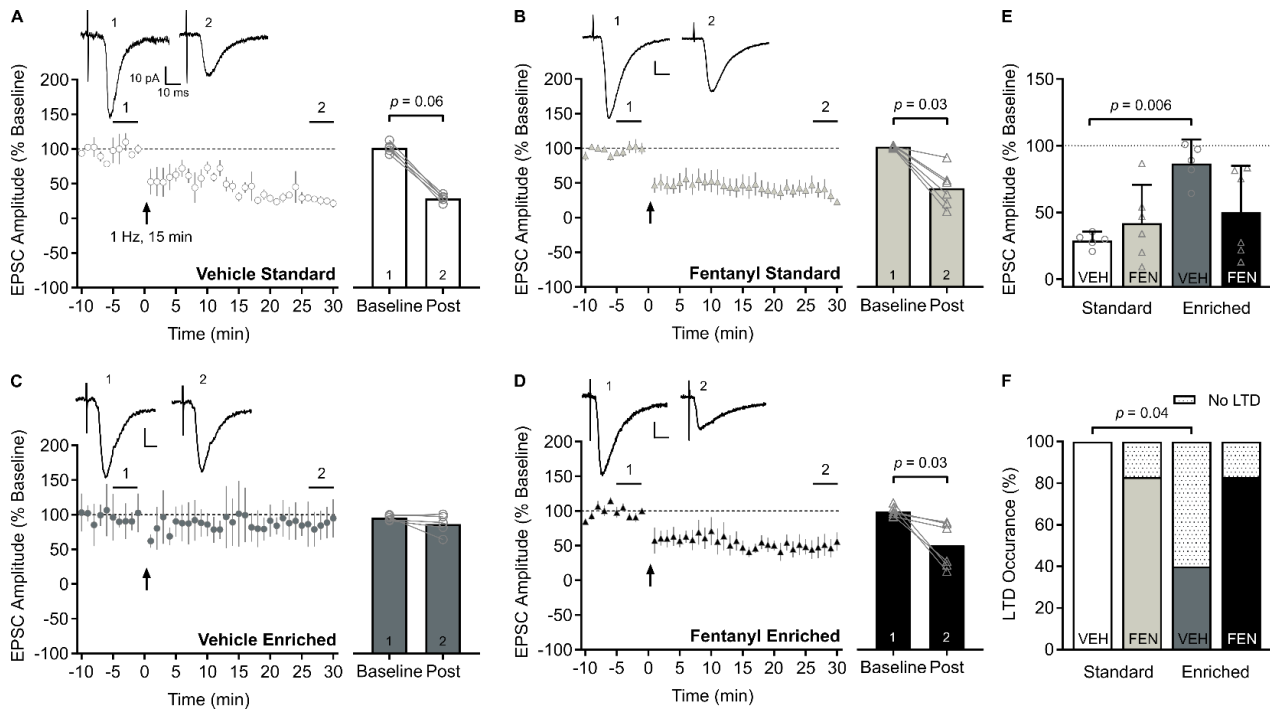 A
1
2
10 pA
10 ms
EPSC Amplitude (% Baseline)
200
150
100
50
0
-50
-100
1
2
1 Hz, 15 min
Vehicle Standard
-10 -5 0 5 10 15 20 25 30
Time (min)
p = 0.06
1 2
Baseline Post
B
1
2
EPSC Amplitude (% Baseline)
200
150
100
50
0
-50
-100
1
2
Fentanyl Standard
-10 -5 0 5 10 15 20 25 30
Time (min)
p = 0.03
1 2
Baseline Post
E
EPSC Amplitude (% Baseline)
150
100
50
0
p = 0.006
VEH FEN VEH FEN
Standard Enriched
C
1
2
EPSC Amplitude (% Baseline)
200
150
100
50
0
-50
-100
1
2
Vehicle Enriched
-10 -5 0 5 10 15 20 25 30
Time (min)
1 2
Baseline Post
D
1
2
EPSC Amplitude (% Baseline)
200
150
100
50
0
-50
-100
1
2
Fentanyl Enriched
-10 -5 0 5 10 15 20 25 30
Time (min)
p = 0.03
1 2
Baseline Post
F
No LTD
p = 0.04
LTD Occurance (%)
100
80
60
40
20
0
VEH FEN VEH FEN
Standard Enriched